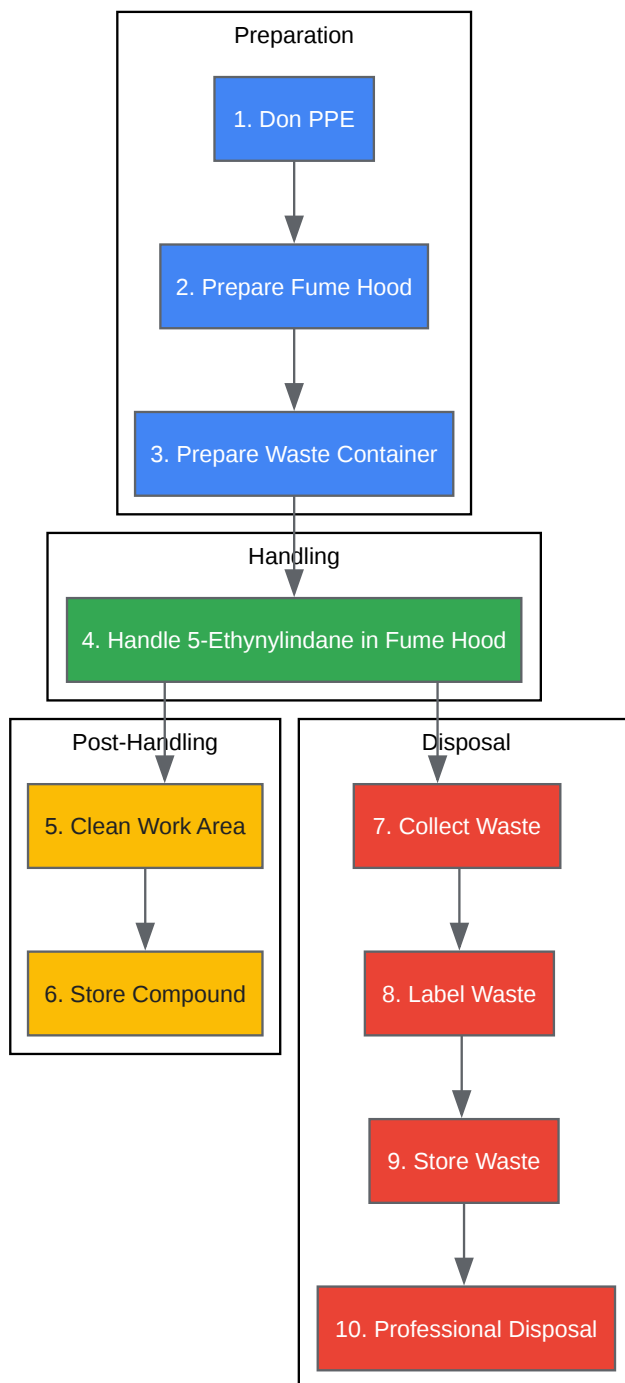 Preparation
1. Don PPE
2. Prepare Fume Hood
3. Prepare Waste Container
Handling
4. Handle 5-Ethynylindane in Fume Hood
Post-Handling
5. Clean Work Area
6. Store Compound
Disposal
7. Collect Waste
8. Label Waste
9. Store Waste
10. Professional Disposal